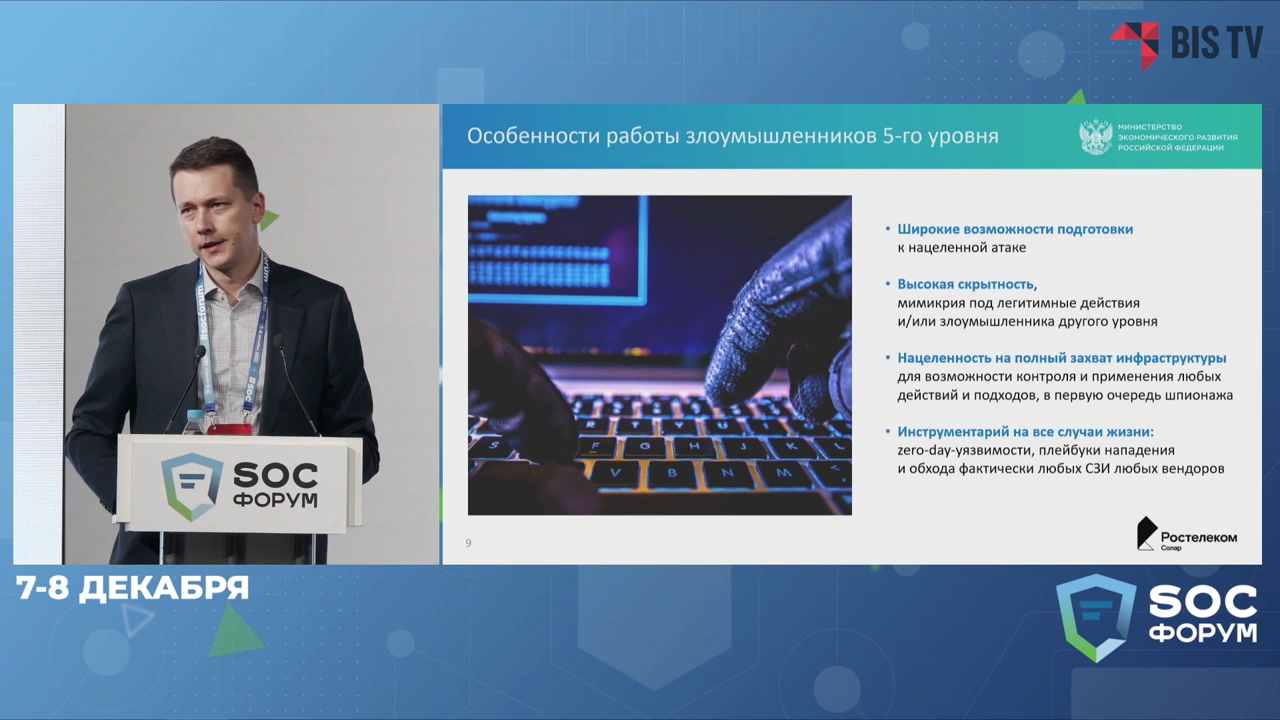 BIS TV
Особенности работы злоумышленников 5-го уровня
МИНИСТЕРСТВО
ЭКОНОМИЧЕСКОГО РАЗВИТИЯ
РОССИЙСКОЙ ФЕДЕРАЦИИ
• Широкие возможности подготовки
к нацеленной атаке
• Высокая скрытность,
мимикрия под легитимные действия
и/или злоумышленника другого уровня
• Нацеленность на полный захват инфраструктуры
для возможности контроля и применения любых
действий и подходов, в первую очередь шпионажа
• Инструментарий на все случаи жизни:
zero-day-уязвимости, плейбуки нападения
и обхода фактически любых СЗИ любых вендоров
9
Ростелеком
Солар
SOC
ФОРУМ
7-8 ДЕКАБРЯ
SOC
ФОРУМ